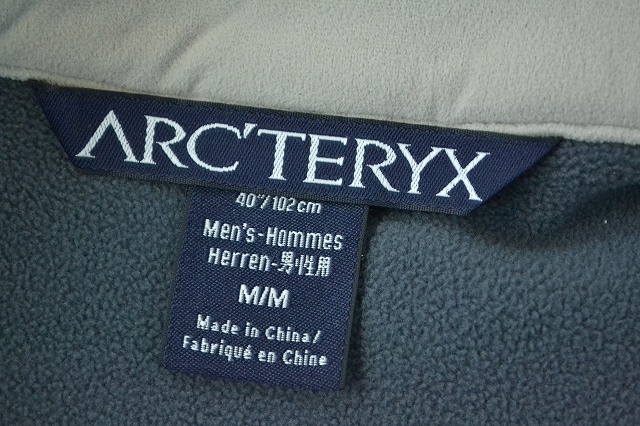 ARC'TERYX
40"/102cm
Men's-Hommes
Herren-男性用
M/M
Made in China/
Fabriqué en Chine